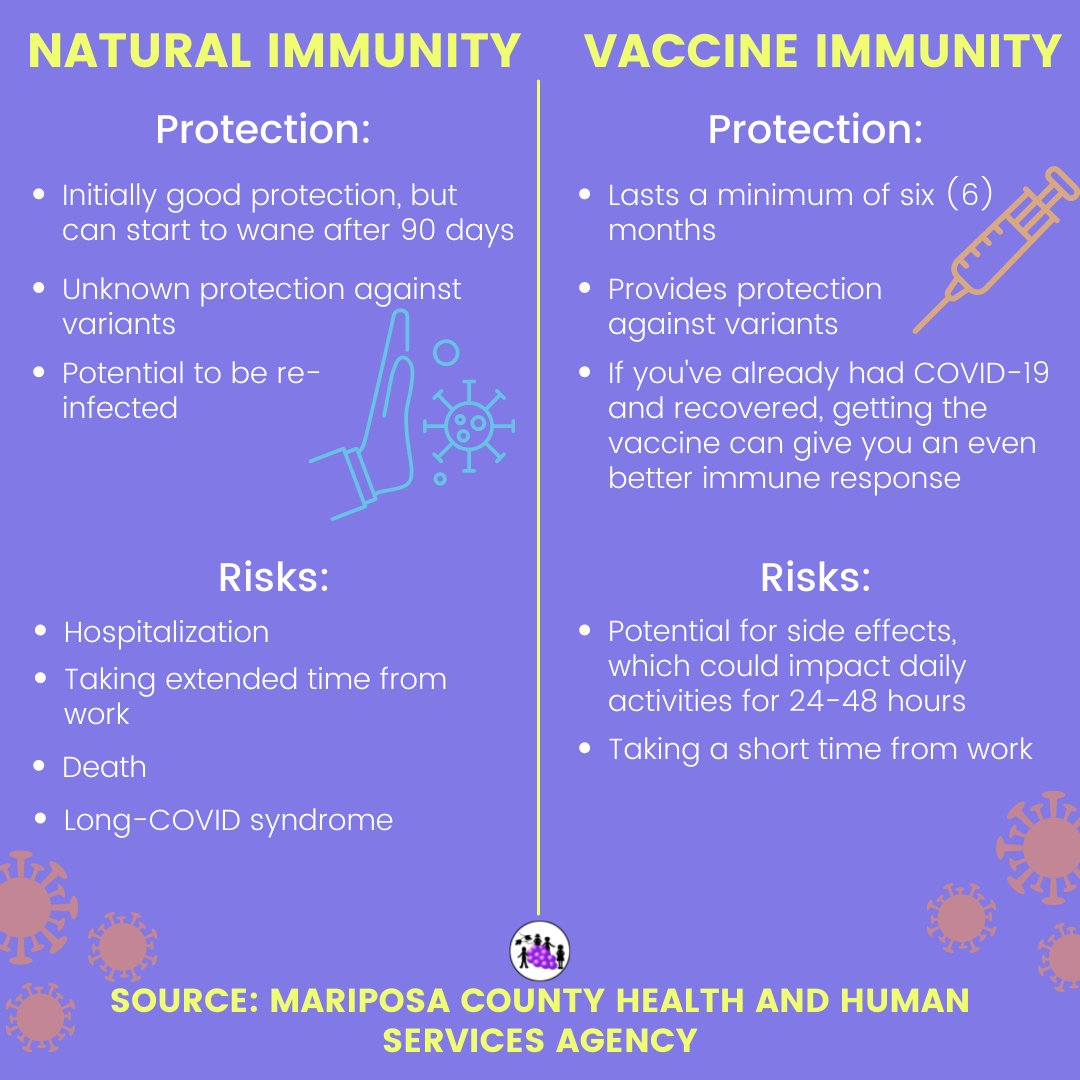 NATURAL IMMUNITY
Protection:
• Initially good protection, but
can start to wane after 90 days
• Unknown protection against
variants
• Potential to be re-
infected
Risks:
• Hospitalization
• Taking extended time from
work
• Death
• Long-COVID syndrome
VACCINE IMMUNITY
Protection:
• Lasts a minimum of six (6)
months
• Provides protection
against variants
• If you've already had COVID-19
and recovered, getting the
vaccine can give you an even
better immune response
Risks:
• Potential for side effects,
which could impact daily
activities for 24-48 hours
• Taking a short time from work
SOURCE: MARIPOSA COUNTY HEALTH AND HUMAN
SERVICES AGENCY